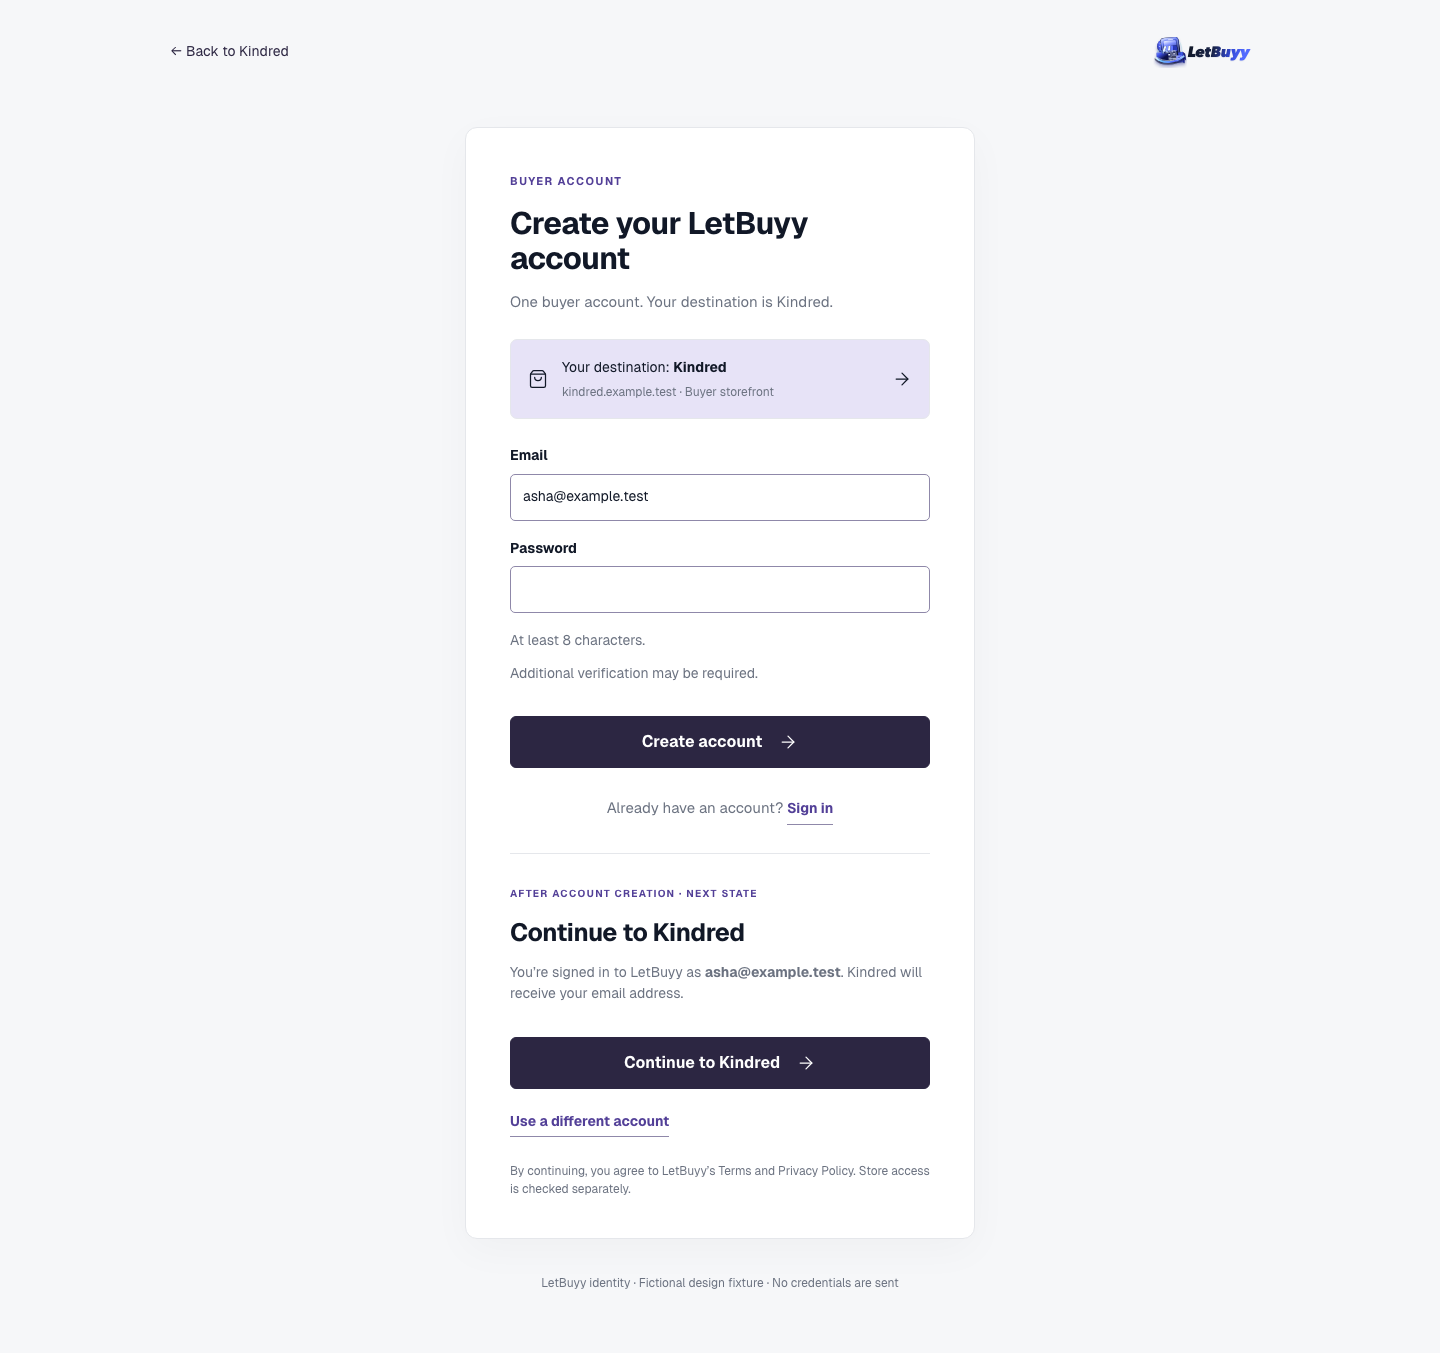 ← Back to Kindred
LetBuyy
BUYER ACCOUNT
Create your LetBuyy
account
One buyer account. Your destination is Kindred.
Your destination: Kindred
kindred.example.test · Buyer storefront
→
Email
asha@example.test
Password
At least 8 characters.
Additional verification may be required.
Create account →
Already have an account? Sign in
AFTER ACCOUNT CREATION · NEXT STATE
Continue to Kindred
You're signed in to LetBuyy as asha@example.test. Kindred will
receive your email address.
Continue to Kindred →
Use a different account
By continuing, you agree to LetBuyy's Terms and Privacy Policy. Store access
is checked separately.
LetBuyy identity · Fictional design fixture · No credentials are sent